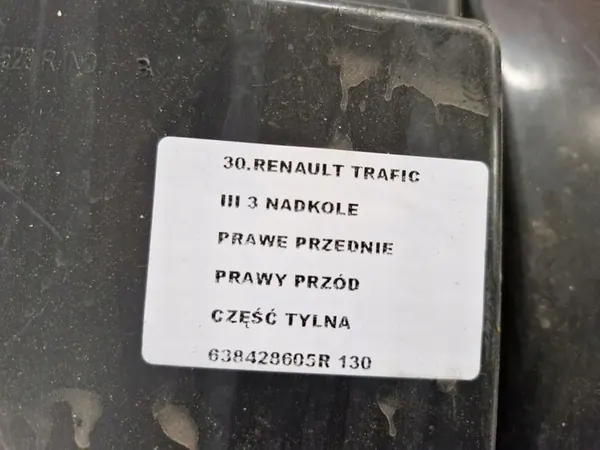 30.RENAULT TRAFIC
III 3 NADKOLE
PRAWE PRZEDNIE
PRAWY PRZÓD
CZĘŚĆ TYLNA
638428605R 130